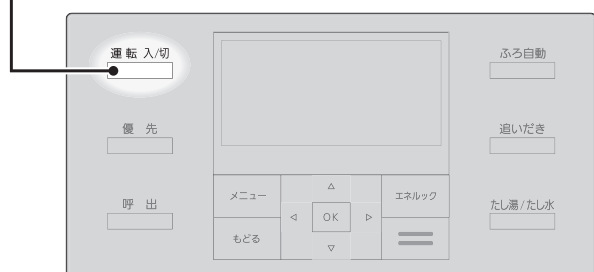 運転 入/切
優先
呼出
メニュー
もどる
△
◁ OK ▷
▽
エネルック
ふろ自動
追いだき
たし湯/たし水